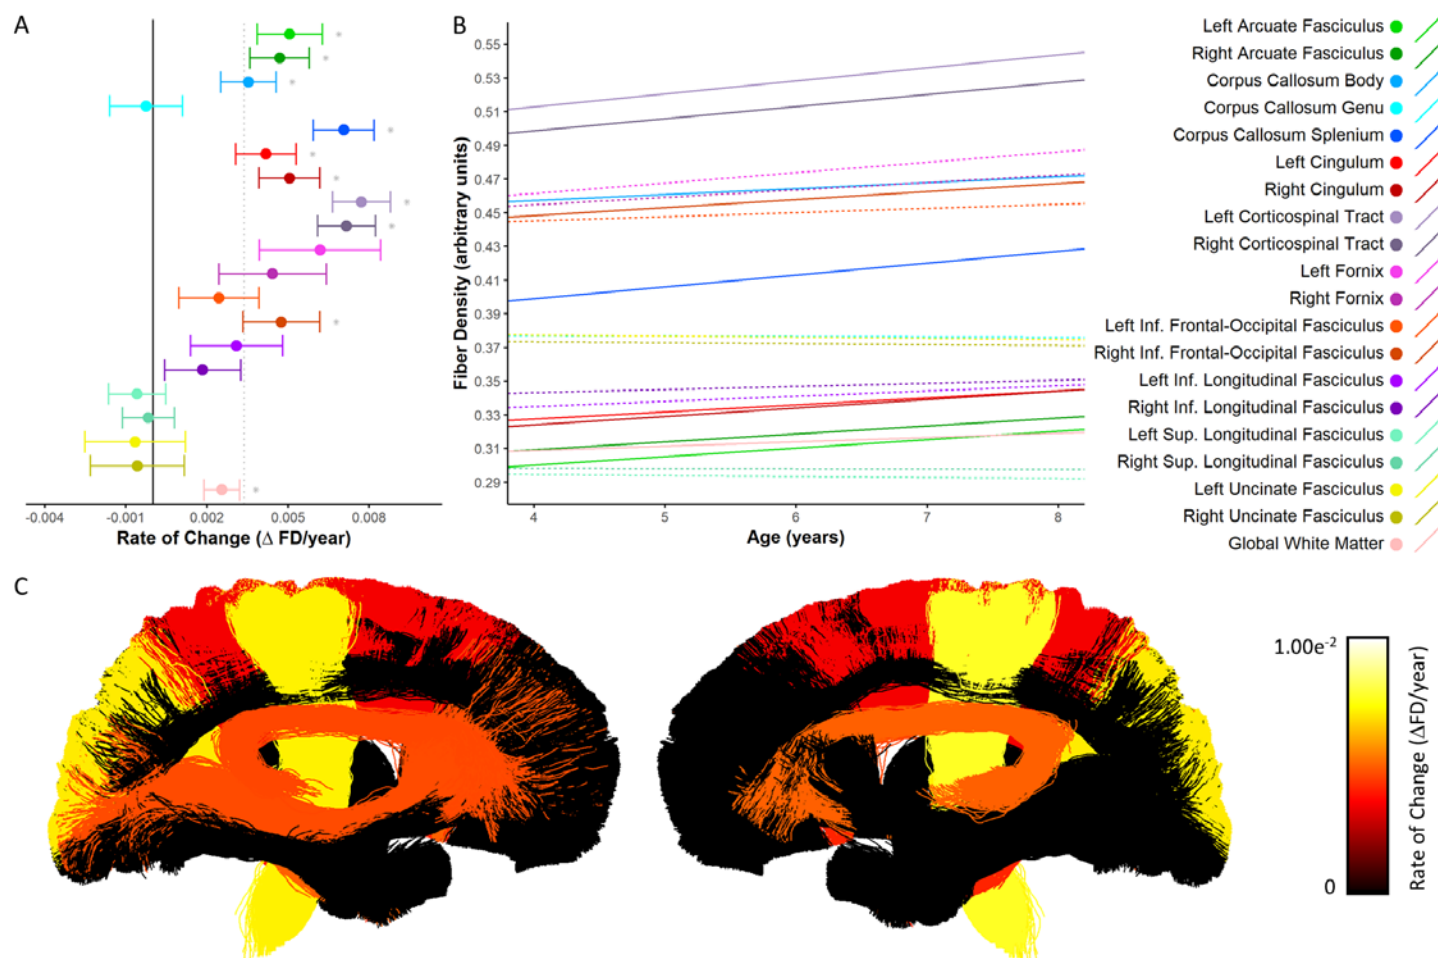 A
*
*
*
*
*
*
*
*
*
*
-0.004
-0.001
0.002
0.005
0.008
Rate of Change (Δ FD/year)
B
Fiber Density (arbitrary units)
0.55
0.53
0.51
0.49
0.47
0.45
0.43
0.41
0.39
0.37
0.35
0.33
0.31
0.29
4
5
6
7
8
Age (years)
Left Arcuate Fasciculus
Right Arcuate Fasciculus
Corpus Callosum Body
Corpus Callosum Genu
Corpus Callosum Splenium
Left Cingulum
Right Cingulum
Left Corticospinal Tract
Right Corticospinal Tract
Left Fornix
Right Fornix
Left Inf. Frontal-Occipital Fasciculus
Right Inf. Frontal-Occipital Fasciculus
Left Inf. Longitudinal Fasciculus
Right Inf. Longitudinal Fasciculus
Left Sup. Longitudinal Fasciculus
Right Sup. Longitudinal Fasciculus
Left Uncinate Fasciculus
Right Uncinate Fasciculus
Global White Matter
C
1.00e⁻²
0
Rate of Change (ΔFD/year)